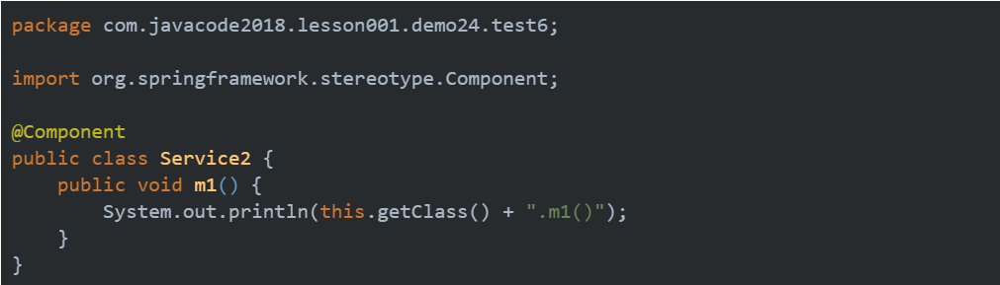 package com.javacode2018.lesson001.demo24.test6;
import org.springframework.stereotype.Component;
@Component
public class Service2 {
    public void m1() {
        System.out.println(this.getClass() + ".m1()");
    }
}